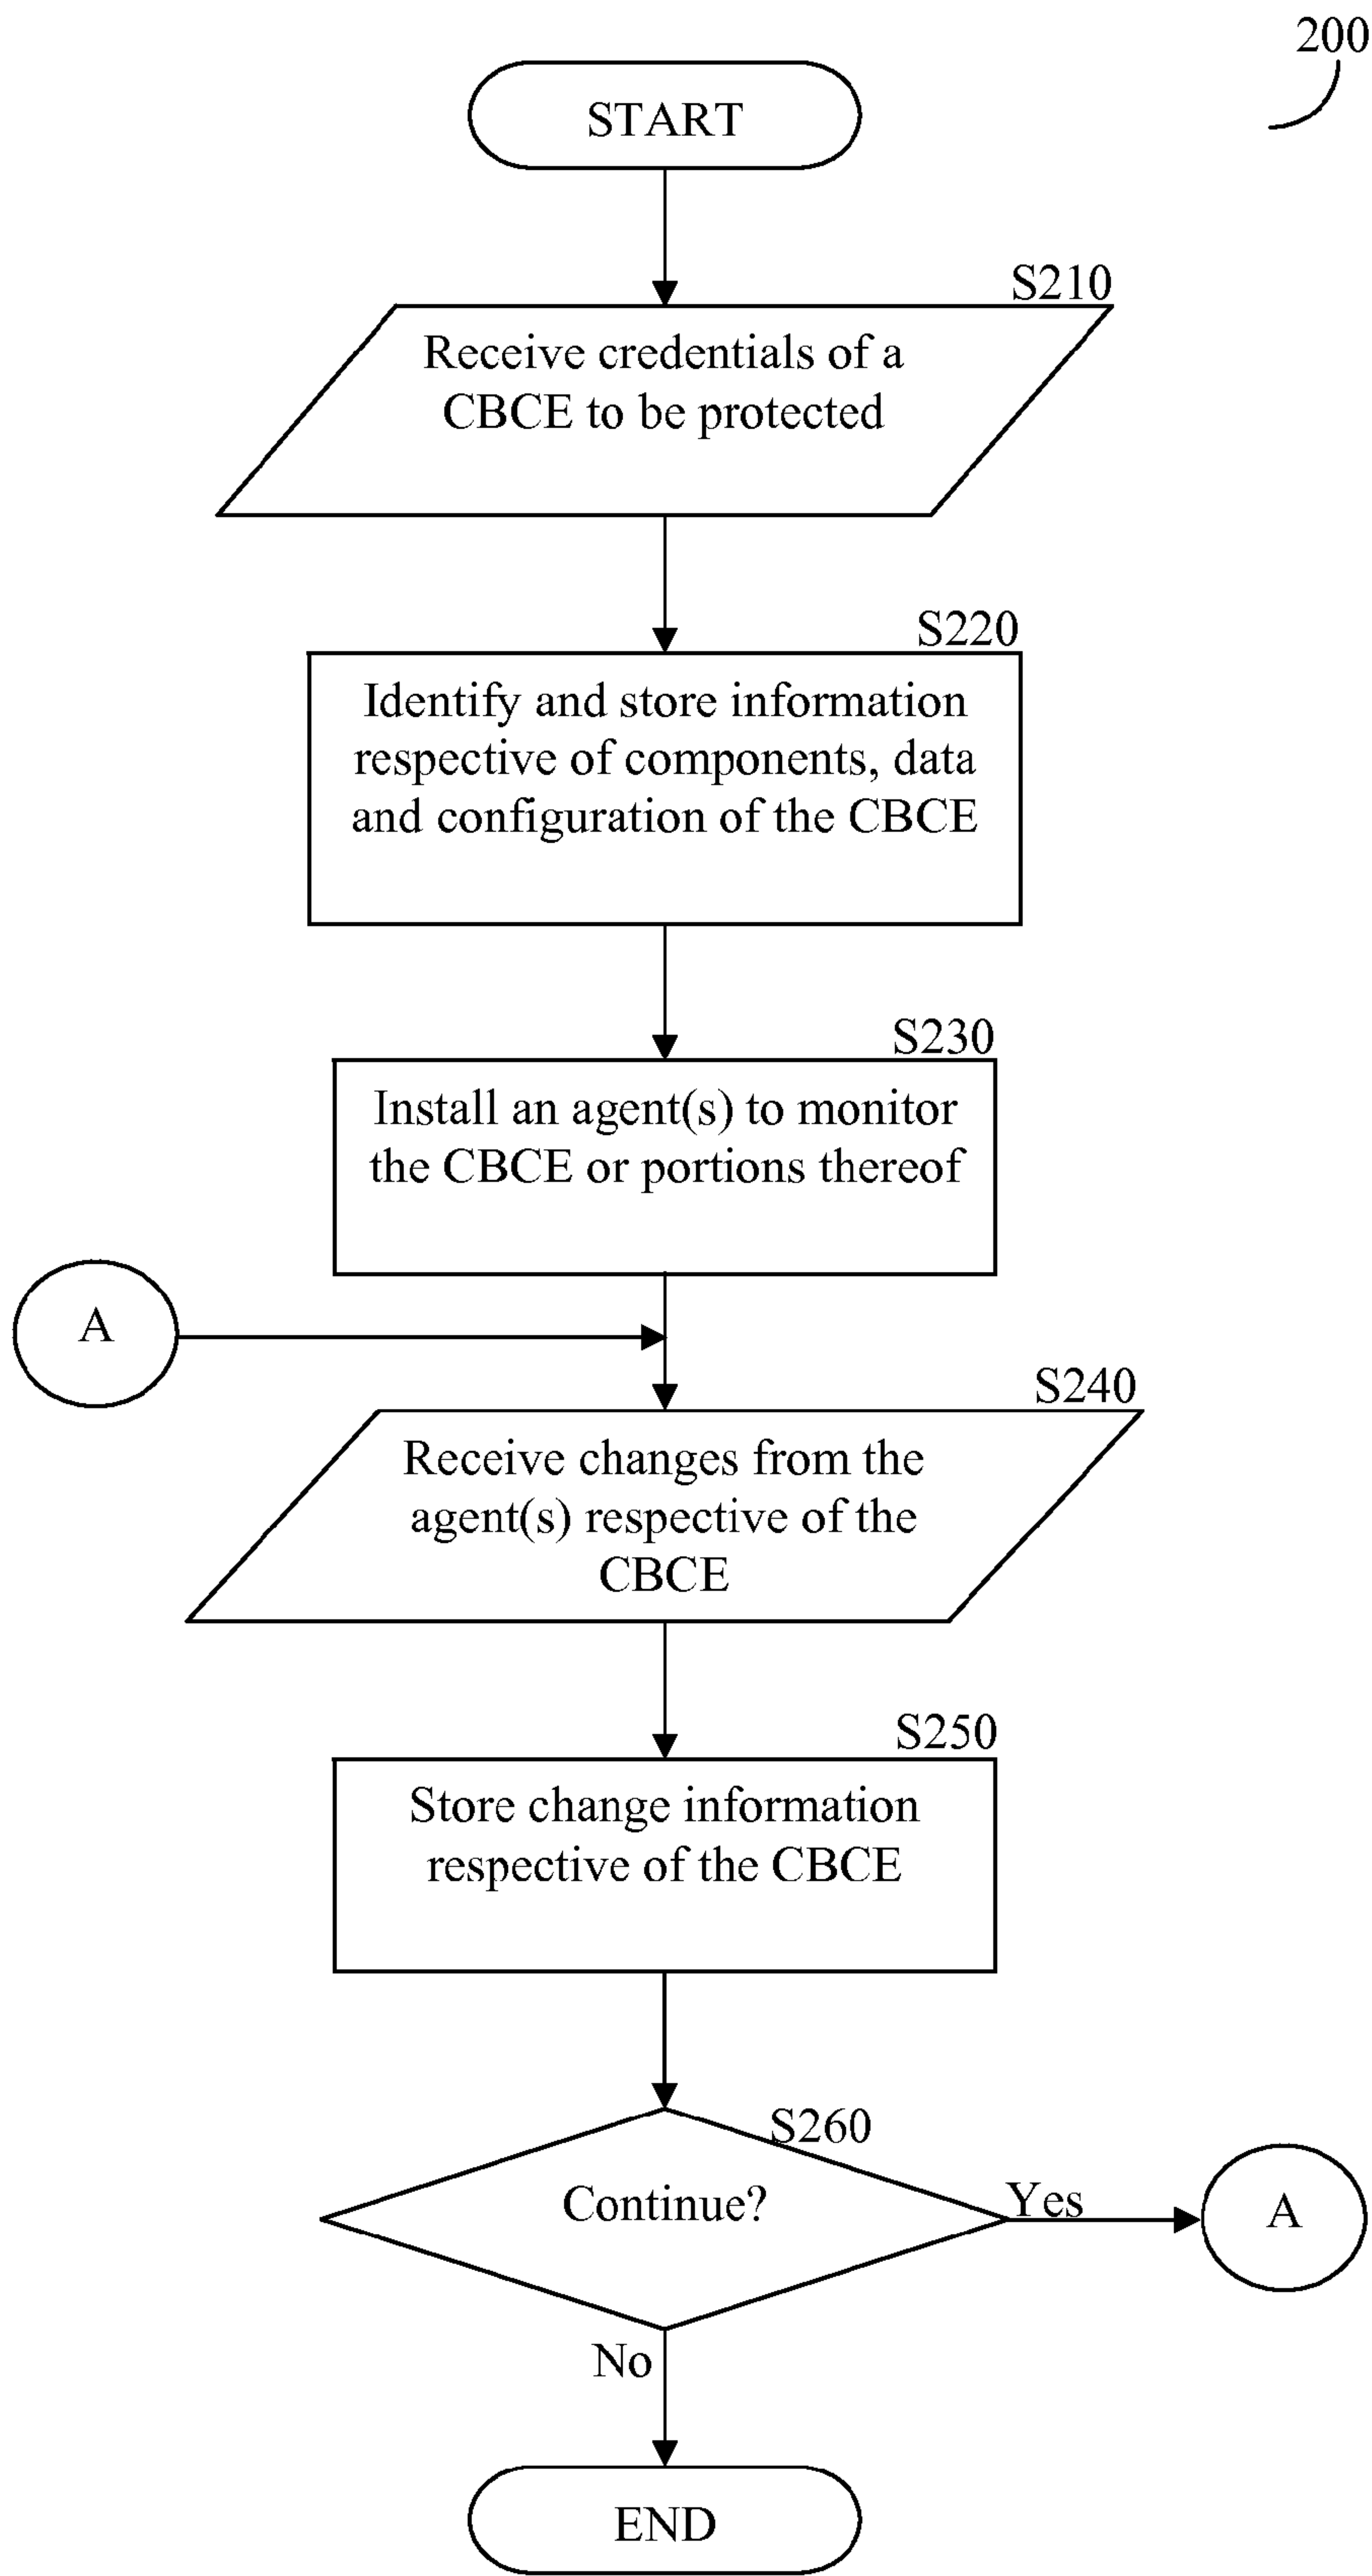 200
START
S210
Receive credentials of a
CBCE to be protected
S220
Identify and store information
respective of components, data
and configuration of the CBCE
S230
Install an agent(s) to monitor
the CBCE or portions thereof
A
S240
Receive changes from the
agent(s) respective of the
CBCE
S250
Store change information
respective of the CBCE
S260
Continue?
Yes
A
No
END